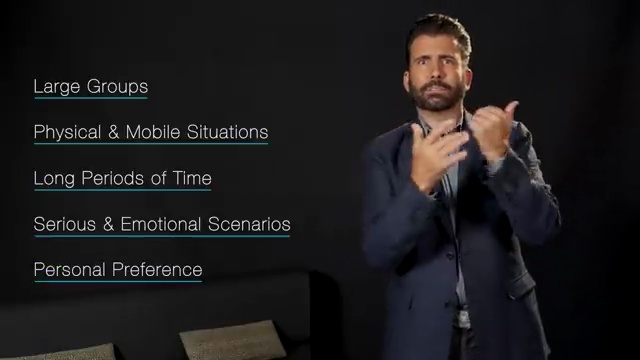 Large Groups
Physical & Mobile Situations
Long Periods of Time
Serious & Emotional Scenarios
Personal Preference